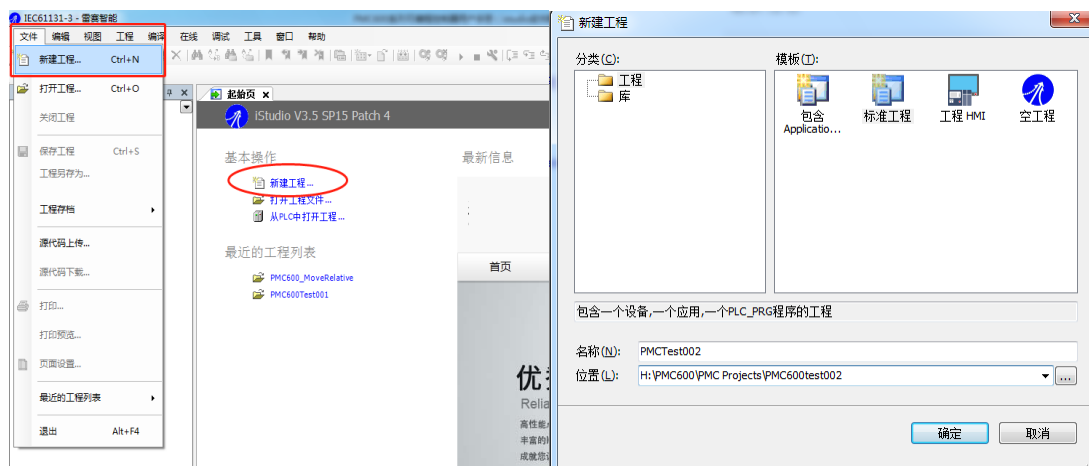 IEC61131-3 - 雷赛智能
文件 编辑 视图 工程 编译 在线 调试 工具 窗口 帮助
新建工程... Ctrl+N
打开工程... Ctrl+O
关闭工程
保存工程 Ctrl+S
工程另存为...
工程存档
源代码上传...
源代码下载...
打印...
打印预览...
页面设置...
最近的工程列表
退出 Alt+F4
起始页
iStudio V3.5 SP15 Patch 4
基本操作
新建工程...
打开工程文件...
从PLC中打开工程...
最近的工程列表
PMC600_MoveRelative
PMC600Test001
最新信息
首页
Relia
高性能
丰富的
新建工程
分类(C):
工程
库
模板(T):
包含
Applicatio...
标准工程
工程 HMI
空工程
包含一个设备,一个应用,一个PLC_PRG程序的工程
名称(N): PMCTest002
位置(L): H:\PMC600\PMC Projects\PMC600test002
...
确定 取消